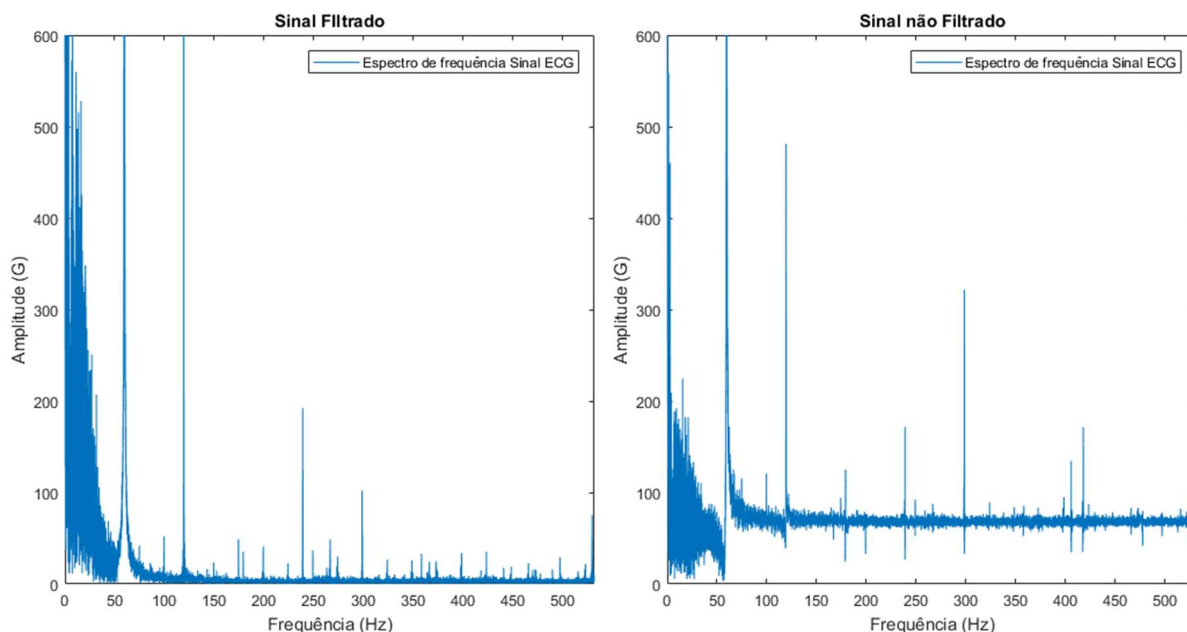 Sinal FIltrado
Espectro de frequência Sinal ECG
600
500
400
300
200
100
0
Amplitude (G)
0 50 100 150 200 250 300 350 400 450 500
Frequência (Hz)
Sinal não Filtrado
Espectro de frequência Sinal ECG
600
500
400
300
200
100
0
Amplitude (G)
0 50 100 150 200 250 300 350 400 450 500
Frequência (Hz)